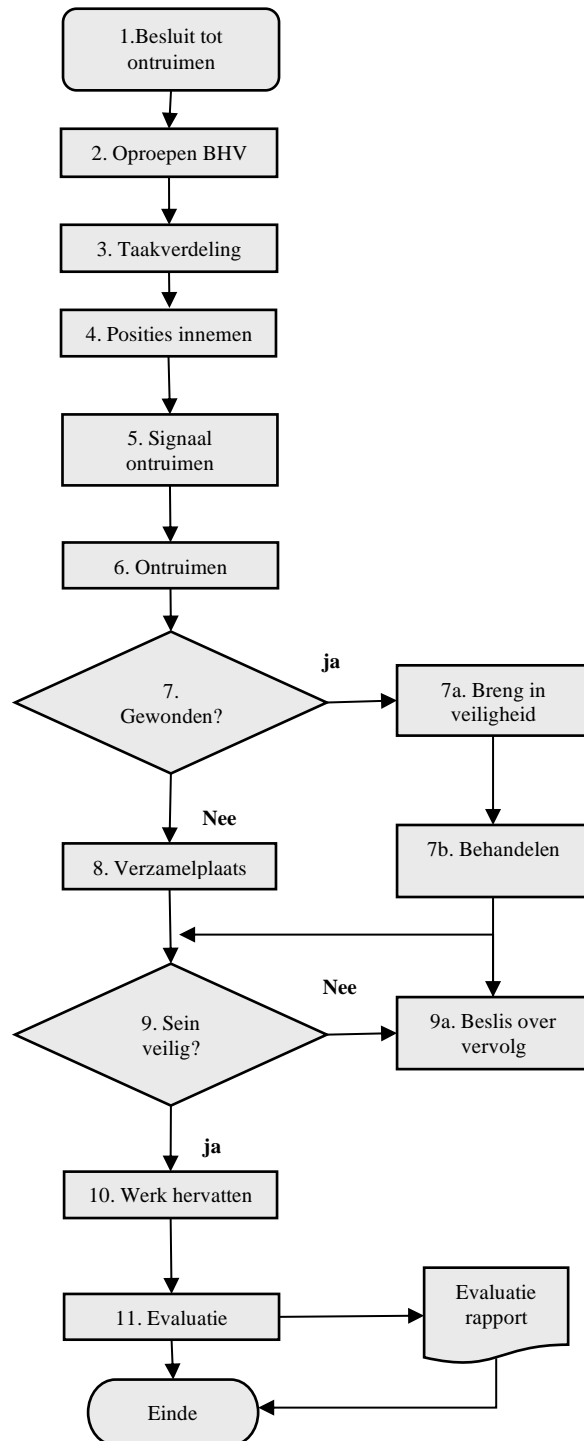 1.Besluit tot
ontruimen
2. Oproepen BHV
3. Taakverdeling
4. Posities innemen
5. Signaal
ontruimen
6. Ontruimen
7.
Gewonden?
ja
7a. Breng in
veiligheid
Nee
7b. Behandelen
8. Verzamelplaats
9. Sein
veilig?
Nee
9a. Beslis over
vervolg
ja
10. Werk hervatten
11. Evaluatie
Evaluatie
rapport
Einde